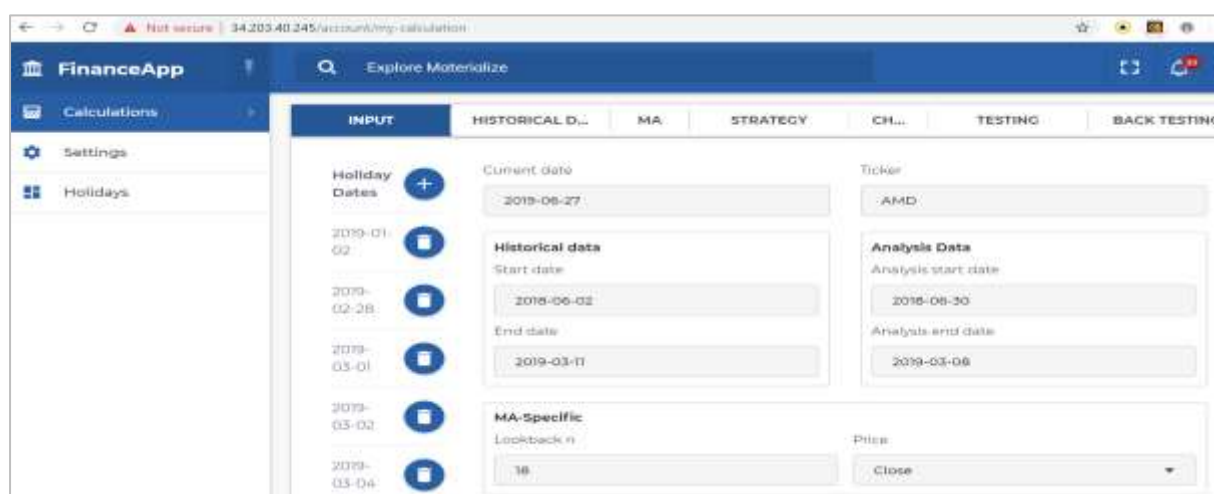 Not secure | 34.203.40.245/account/my-calculation
FinanceApp
Explore Materialize
Calculations
Settings
Holidays
INPUT
HISTORICAL D...
MA
STRATEGY
CH...
TESTING
BACK TESTING
Holiday
Dates
2019-01-
02
2019-
02-28
2019-
03-01
2019-
03-02
2019-
03-04
Current date
2019-06-27
Ticker
AMD
Historical data
Start date
2018-06-02
End date
2019-03-11
Analysis Data
Analysis start date
2018-06-30
Analysis end date
2019-03-08
MA-Specific
Lookback n
18
Price
Close